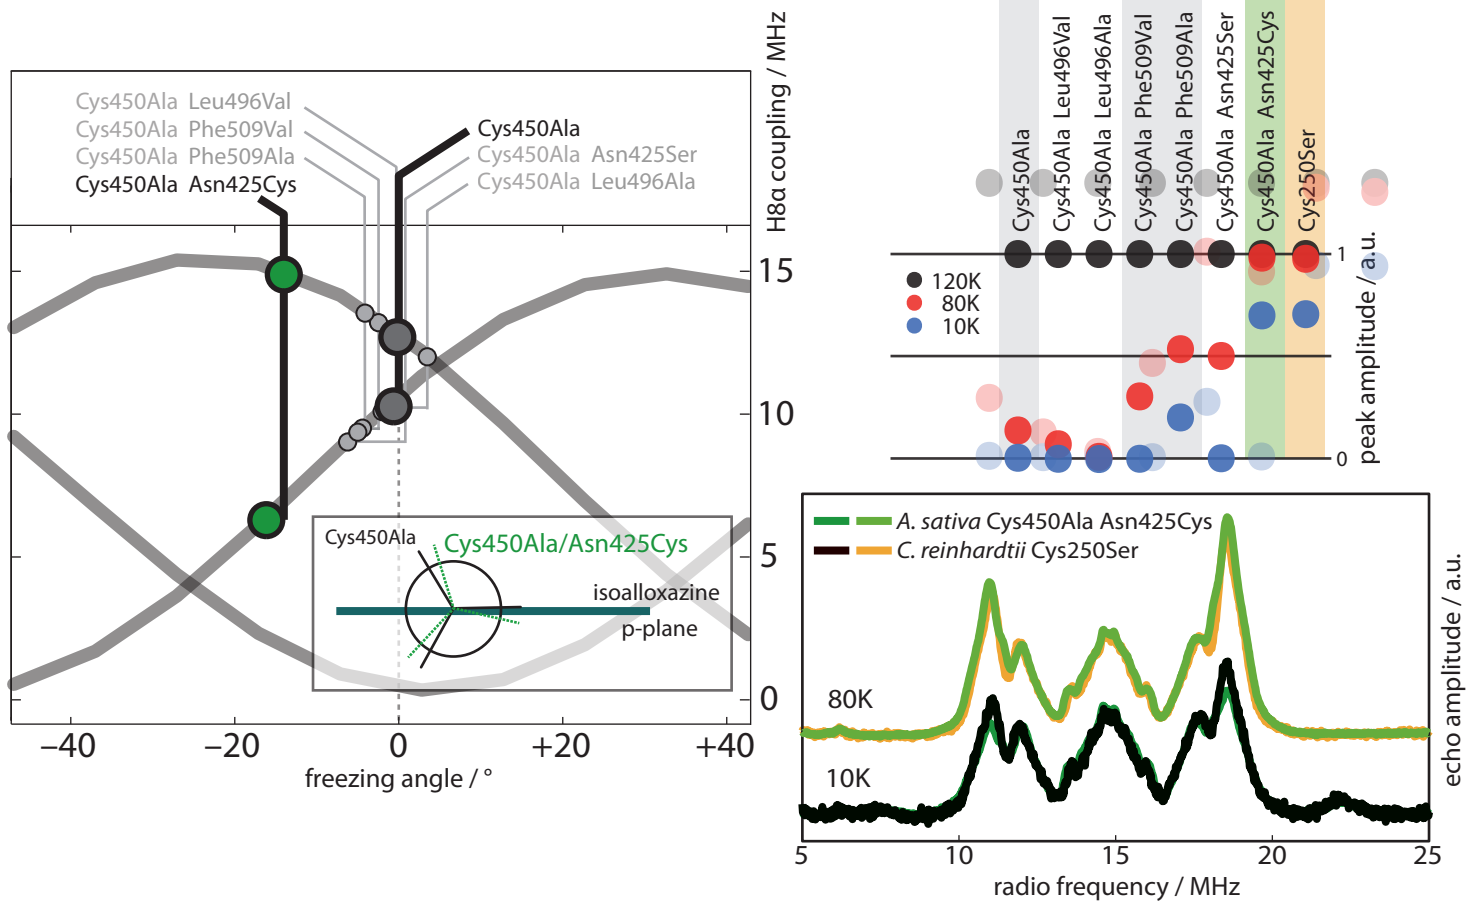 Cys450Ala Leu496Val
Cys450Ala Phe509Val
Cys450Ala Phe509Ala
Cys450Ala Asn425Cys
Cys450Ala
Cys450Ala Asn425Ser
Cys450Ala Leu496Ala
H8α coupling / MHz
15
10
5
0
−40
−20
0
+20
+40
freezing angle / °
Cys450Ala
Cys450Ala/Asn425Cys
isoalloxazine
p-plane
Cys450Ala
Cys450Ala Leu496Val
Cys450Ala Leu496Ala
Cys450Ala Phe509Val
Cys450Ala Phe509Ala
Cys450Ala Asn425Ser
Cys450Ala Asn425Cys
Cys250Ser
120K
80K
10K
1
0
peak amplitude / a.u.
A. sativa Cys450Ala Asn425Cys
C. reinhardtii Cys250Ser
80K
10K
5
10
15
20
25
radio frequency / MHz
echo amplitude / a.u.